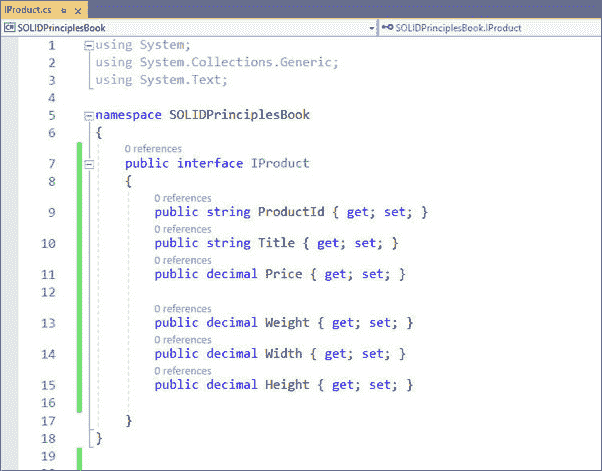 IProduct.cs
SOLIDPrinciplesBook SOLIDPrinciplesBook.IProduct
1 using System;
2 using System.Collections.Generic;
3 using System.Text;
4
5 namespace SOLIDPrinciplesBook
6 {
0 references
7 public interface IProduct
8 {
0 references
9 public string ProductId { get; set; }
0 references
10 public string Title { get; set; }
0 references
11 public decimal Price { get; set; }
12
0 references
13 public decimal Weight { get; set; }
0 references
14 public decimal Width { get; set; }
0 references
15 public decimal Height { get; set; }
16
17 }
18 }
19